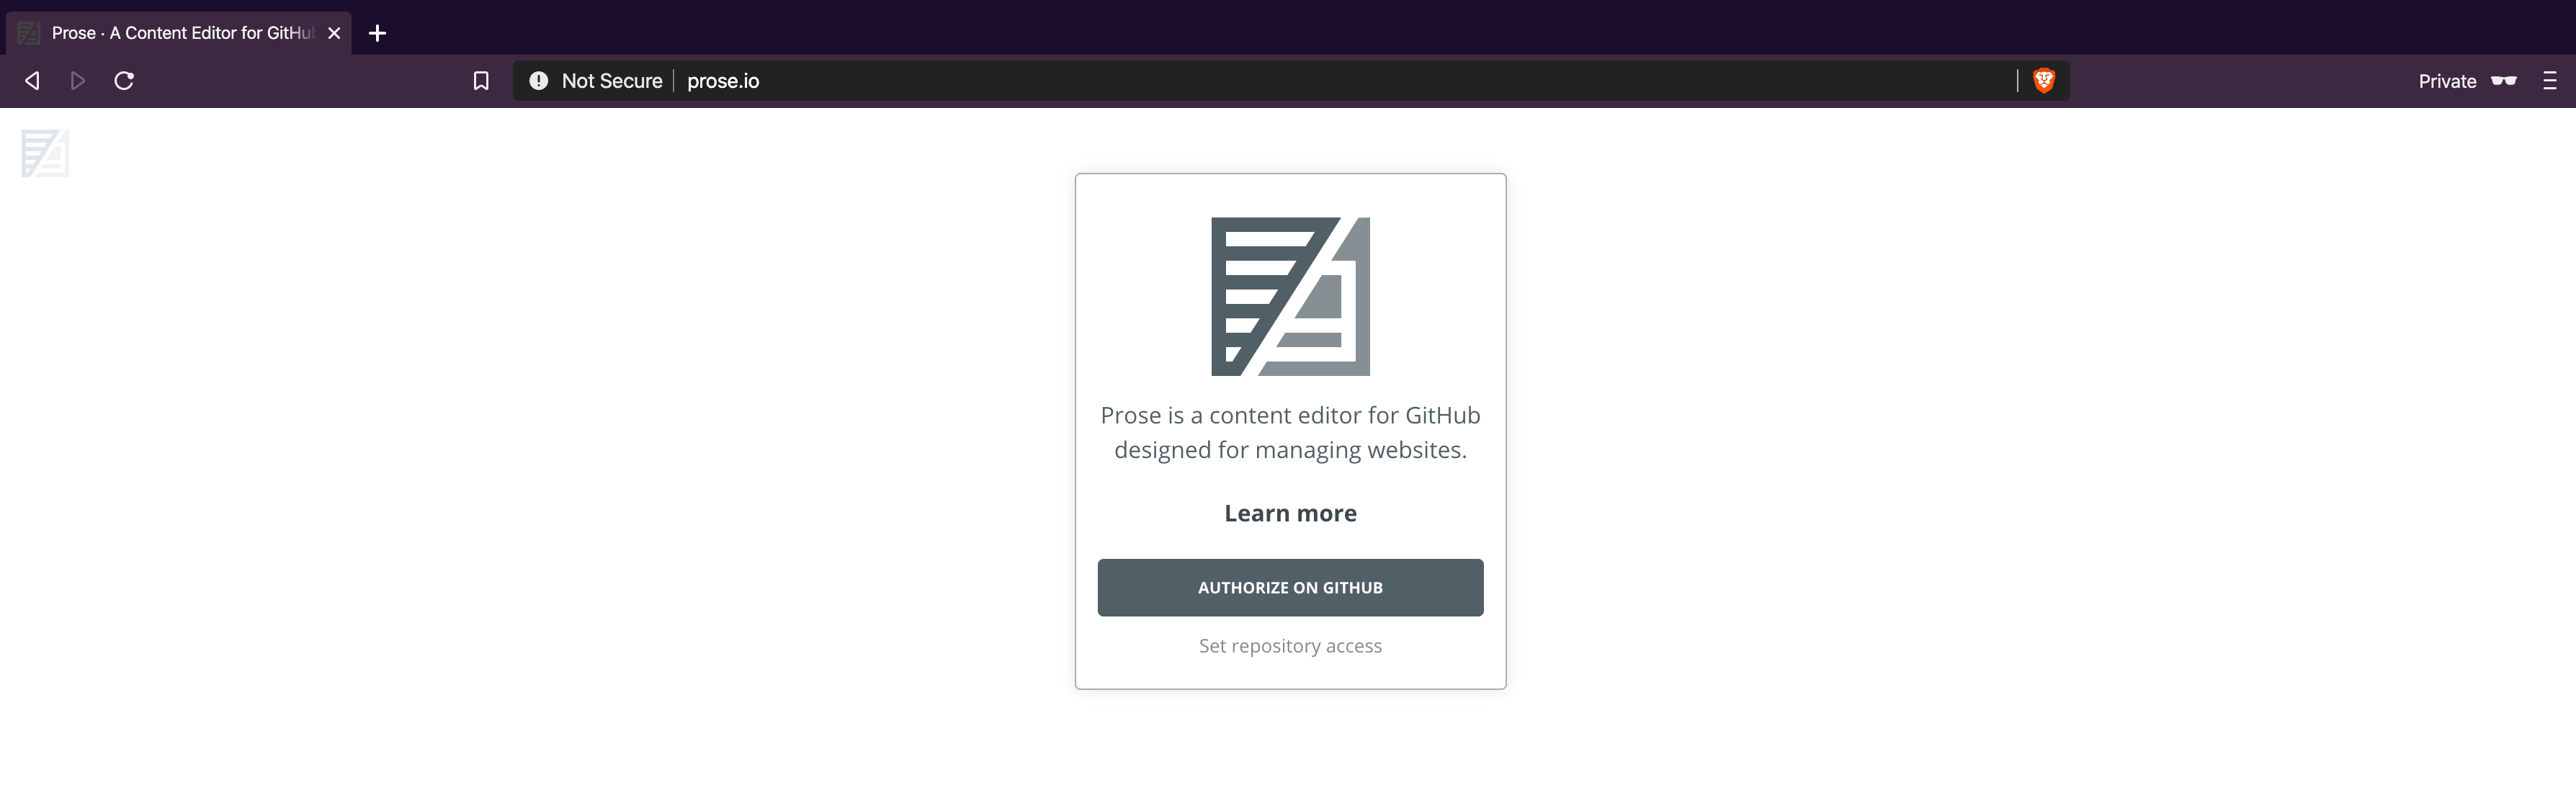 Prose · A Content Editor for GitHu
Not Secure
prose.io
Private
Prose is a content editor for GitHub
designed for managing websites.
Learn more
AUTHORIZE ON GITHUB
Set repository access